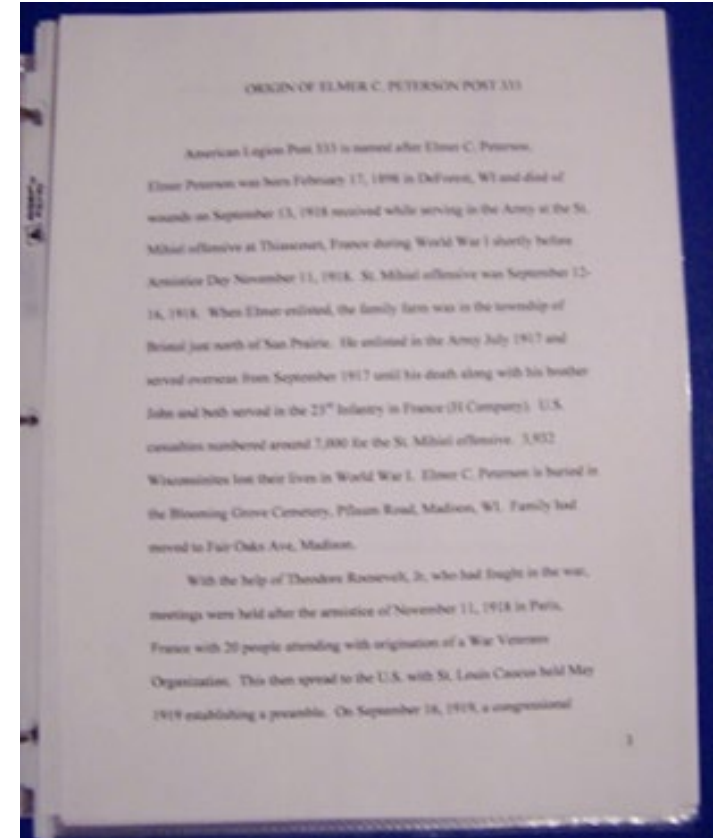 ORIGIN OF ELMER C. PETERSON POST 333
American Legion Post 333 is named after Elmer C. Peterson.
Elmer Peterson was born February 17, 1898 in DeForest, WI and died of
wounds on September 13, 1918 received while serving in the Army at the St.
Mihiel offensive at Thiaucourt, France during World War I shortly before
Armistice Day November 11, 1918. St. Mihiel offensive was September 12-
16, 1918. When Elmer enlisted, the family farm was in the township of
Bristol just north of Sun Prairie. He enlisted in the Army July 1917 and
served overseas from September 1917 until his death along with his brother
John and both served in the 23rd Infantry in France (H Company). U.S.
casualties numbered around 7,000 for the St. Mihiel offensive. 3,932
Wisconsinites lost their lives in World War I. Elmer C. Peterson is buried in
the Blooming Grove Cemetery, Pflaum Road, Madison, WI. Family had
moved to Fair Oaks Ave, Madison.
With the help of Theodore Roosevelt, Jr. who had fought in the war,
meetings were held after the armistice of November 11, 1918 in Paris,
France with 20 people attending with origination of a War Veterans
Organization. This then spread to the U.S. with St. Louis Caucus held May
1919 establishing a preamble. On September 16, 1919, a congressional